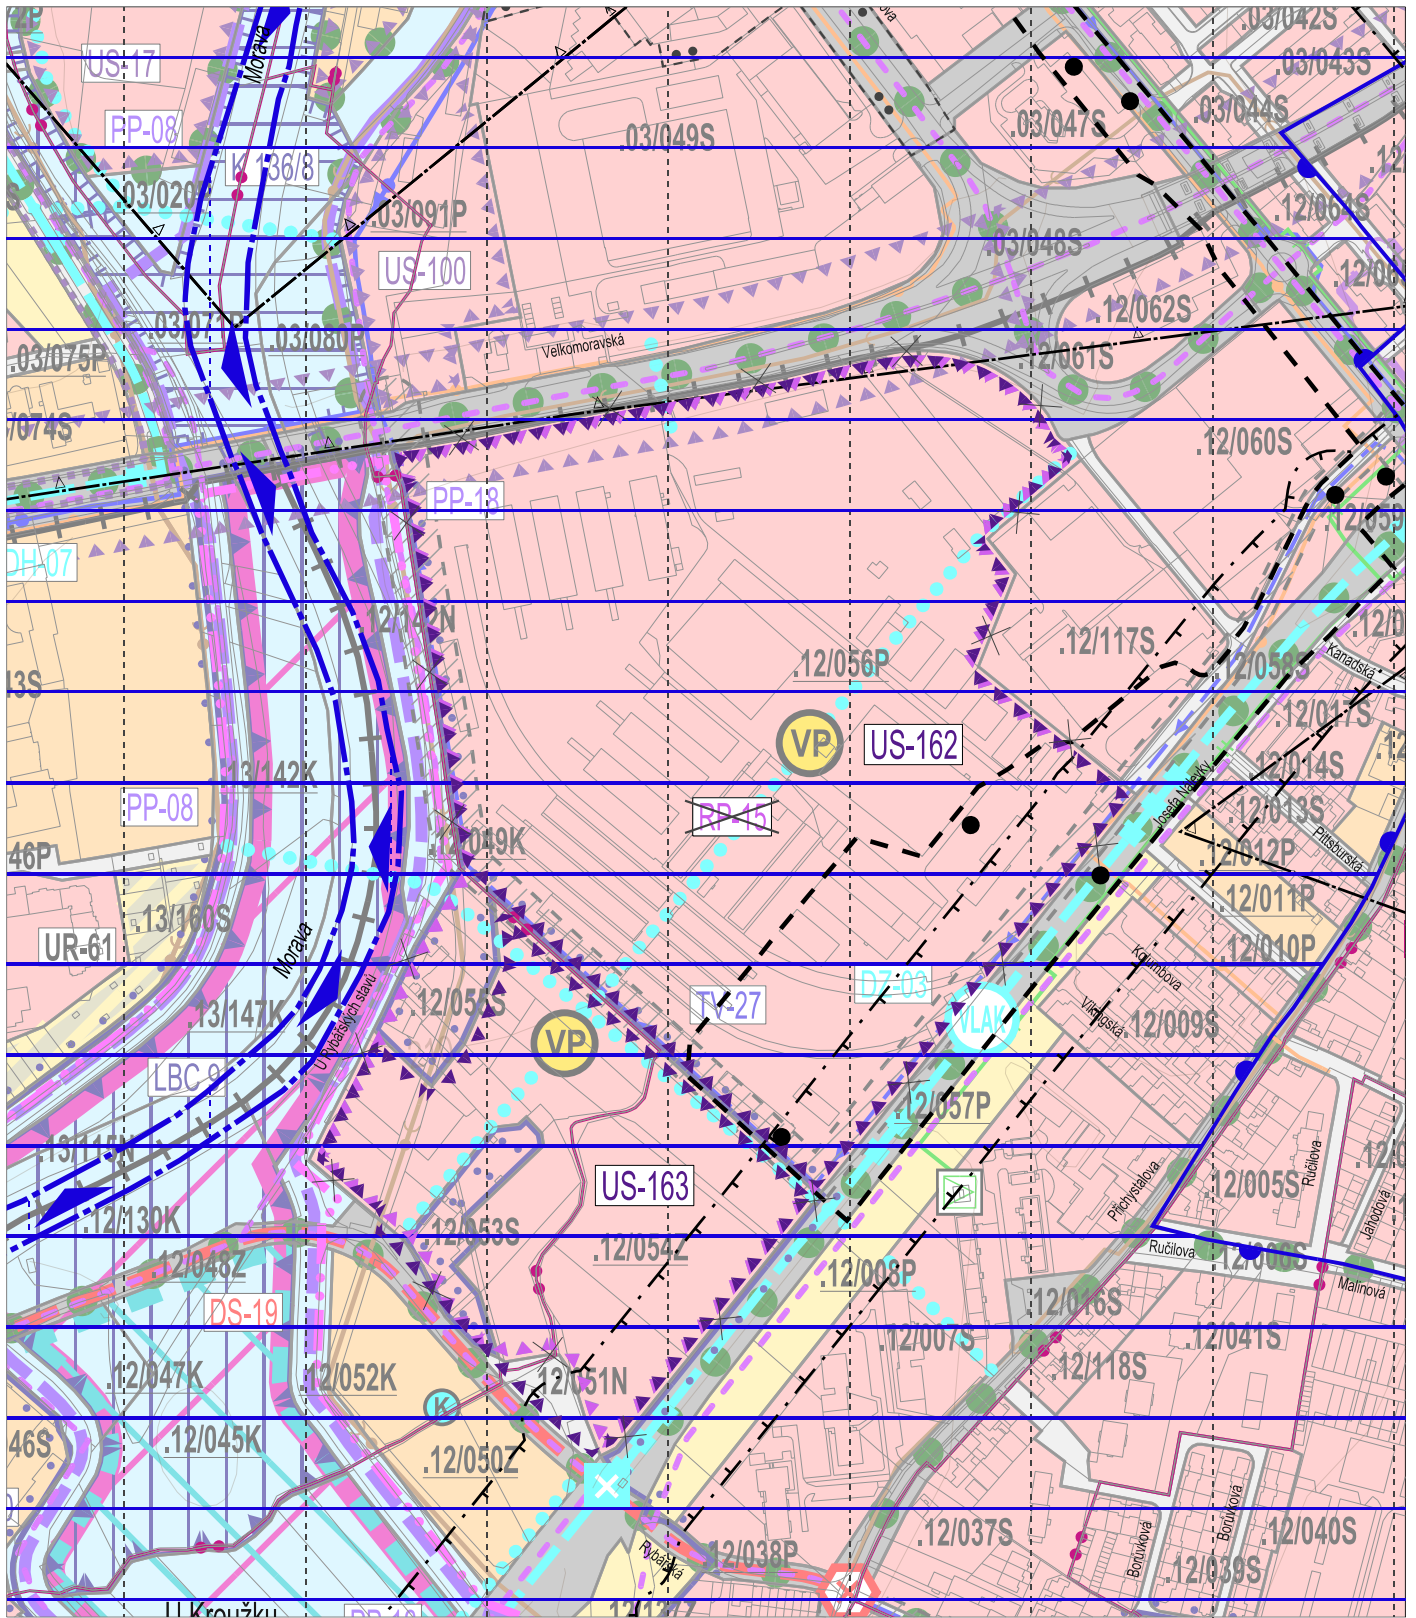 US-17
Morava
.03/042S
.03/043S
PP-08
.03/049S
.03/047S
.03/044S
K 136/8
.03/020P
.03/091P
.12/064S
US-100
.03/048S
.03/071P
.03/080P
.12/062S
Velkomoravská
.03/075P
.12/061S
/074S
.12/060S
PP-18
.12/059
DH-07
.12/142N
.12/117S
.12/056P
.12/058S
Kanadská
.12/017S
VP
US-162
.12/014S
Josefa Nálevky
.13/142K
PP-08
RP-15
.12/013S
Pittsburská
.12/049K
.12/012P
46P
.12/011P
.13/160S
UR-61
Morava
.12/010P
Kolumbova
DZ-03
TV-27
.12/055S
U Rybářských stavů
.13/147K
VP
VLAK
Vikingská
.12/009S
LBC 9
.12/057P
.13/115N
US-163
Ručilova
Přichystalova
.12/005S
Jahodová
.12/130K
.12/053S
.12/054Z
Ručilova
.12/006S
.12/048Z
.12/008P
Malinová
DS-19
.12/016S
.12/007S
.12/041S
.12/047K
.12/052K
.12/051N
.12/118S
K
46S
.12/045K
.12/050Z
Borůvková
Borůvková
.12/037S
.12/040S
Rybářská
.12/038P
.12/039S
U Kroužku